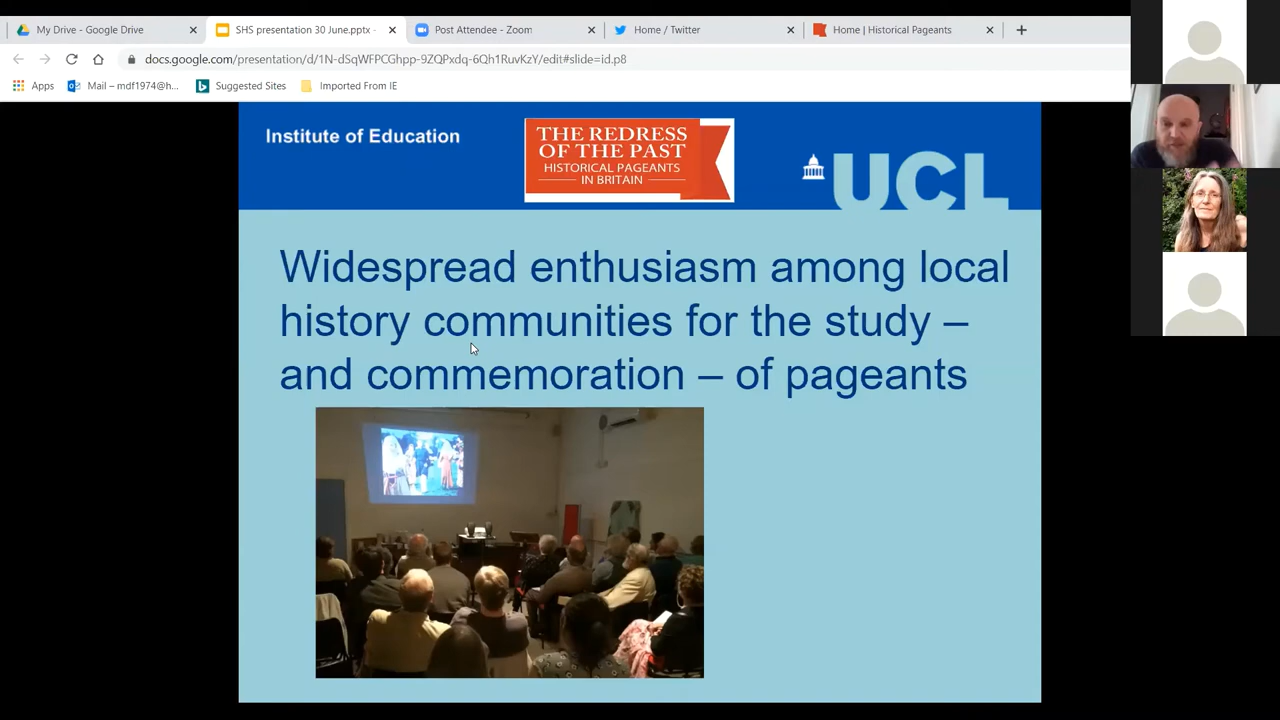 My Drive - Google Drive
SHS presentation 30 June.pptx -
Post Attendee - Zoom
Home / Twitter
Home | Historical Pageants
docs.google.com/presentation/d/1N-dSqWFPCGhpp-9ZQPxdq-6Qh1RuvKzY/edit#slide=id.p8
Apps
Mail – mdf1974@h...
Suggested Sites
Imported From IE
Institute of Education
THE REDRESS
OF THE PAST
HISTORICAL PAGEANTS
IN BRITAIN
UCL
Widespread enthusiasm among local
history communities for the study –
and commemoration – of pageants